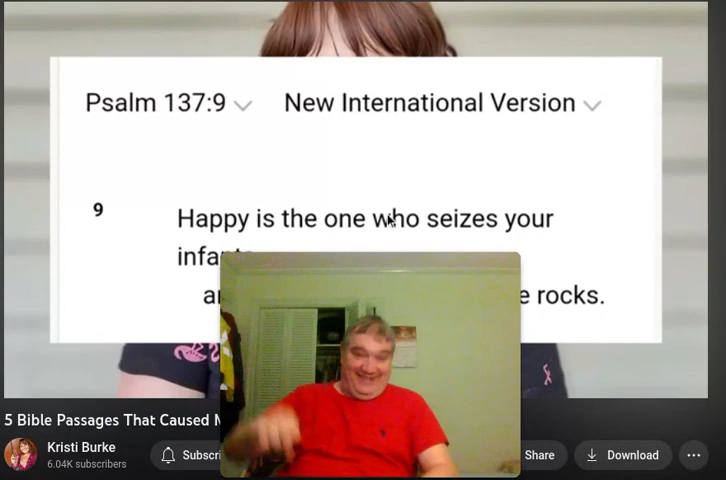 Psalm 137:9 New International Version
9
Happy is the one who seizes your
rocks.
5 Bible Passages That Caused
Kristi Burke
6.04K subscribers
Share Download